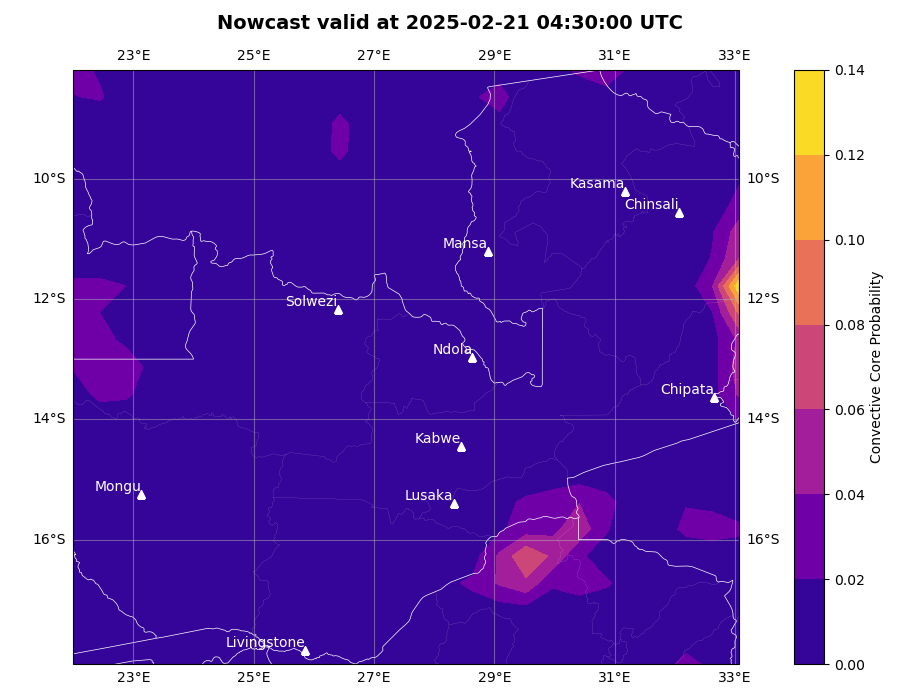 Nowcast valid at 2025-02-21 04:30:00 UTC
23°E 25°E 27°E 29°E 31°E 33°E
0.14
0.12
10°S 10°S
Kasama
Chinsali
0.10
Mansa
12°S 12°S
Solwezi
0.08
Ndola
Chipata
0.06
14°S 14°S
Kabwe
Mongu
Lusaka
0.04
16°S 16°S
0.02
Livingstone
0.00
23°E 25°E 27°E 29°E 31°E 33°E
Convective Core Probability